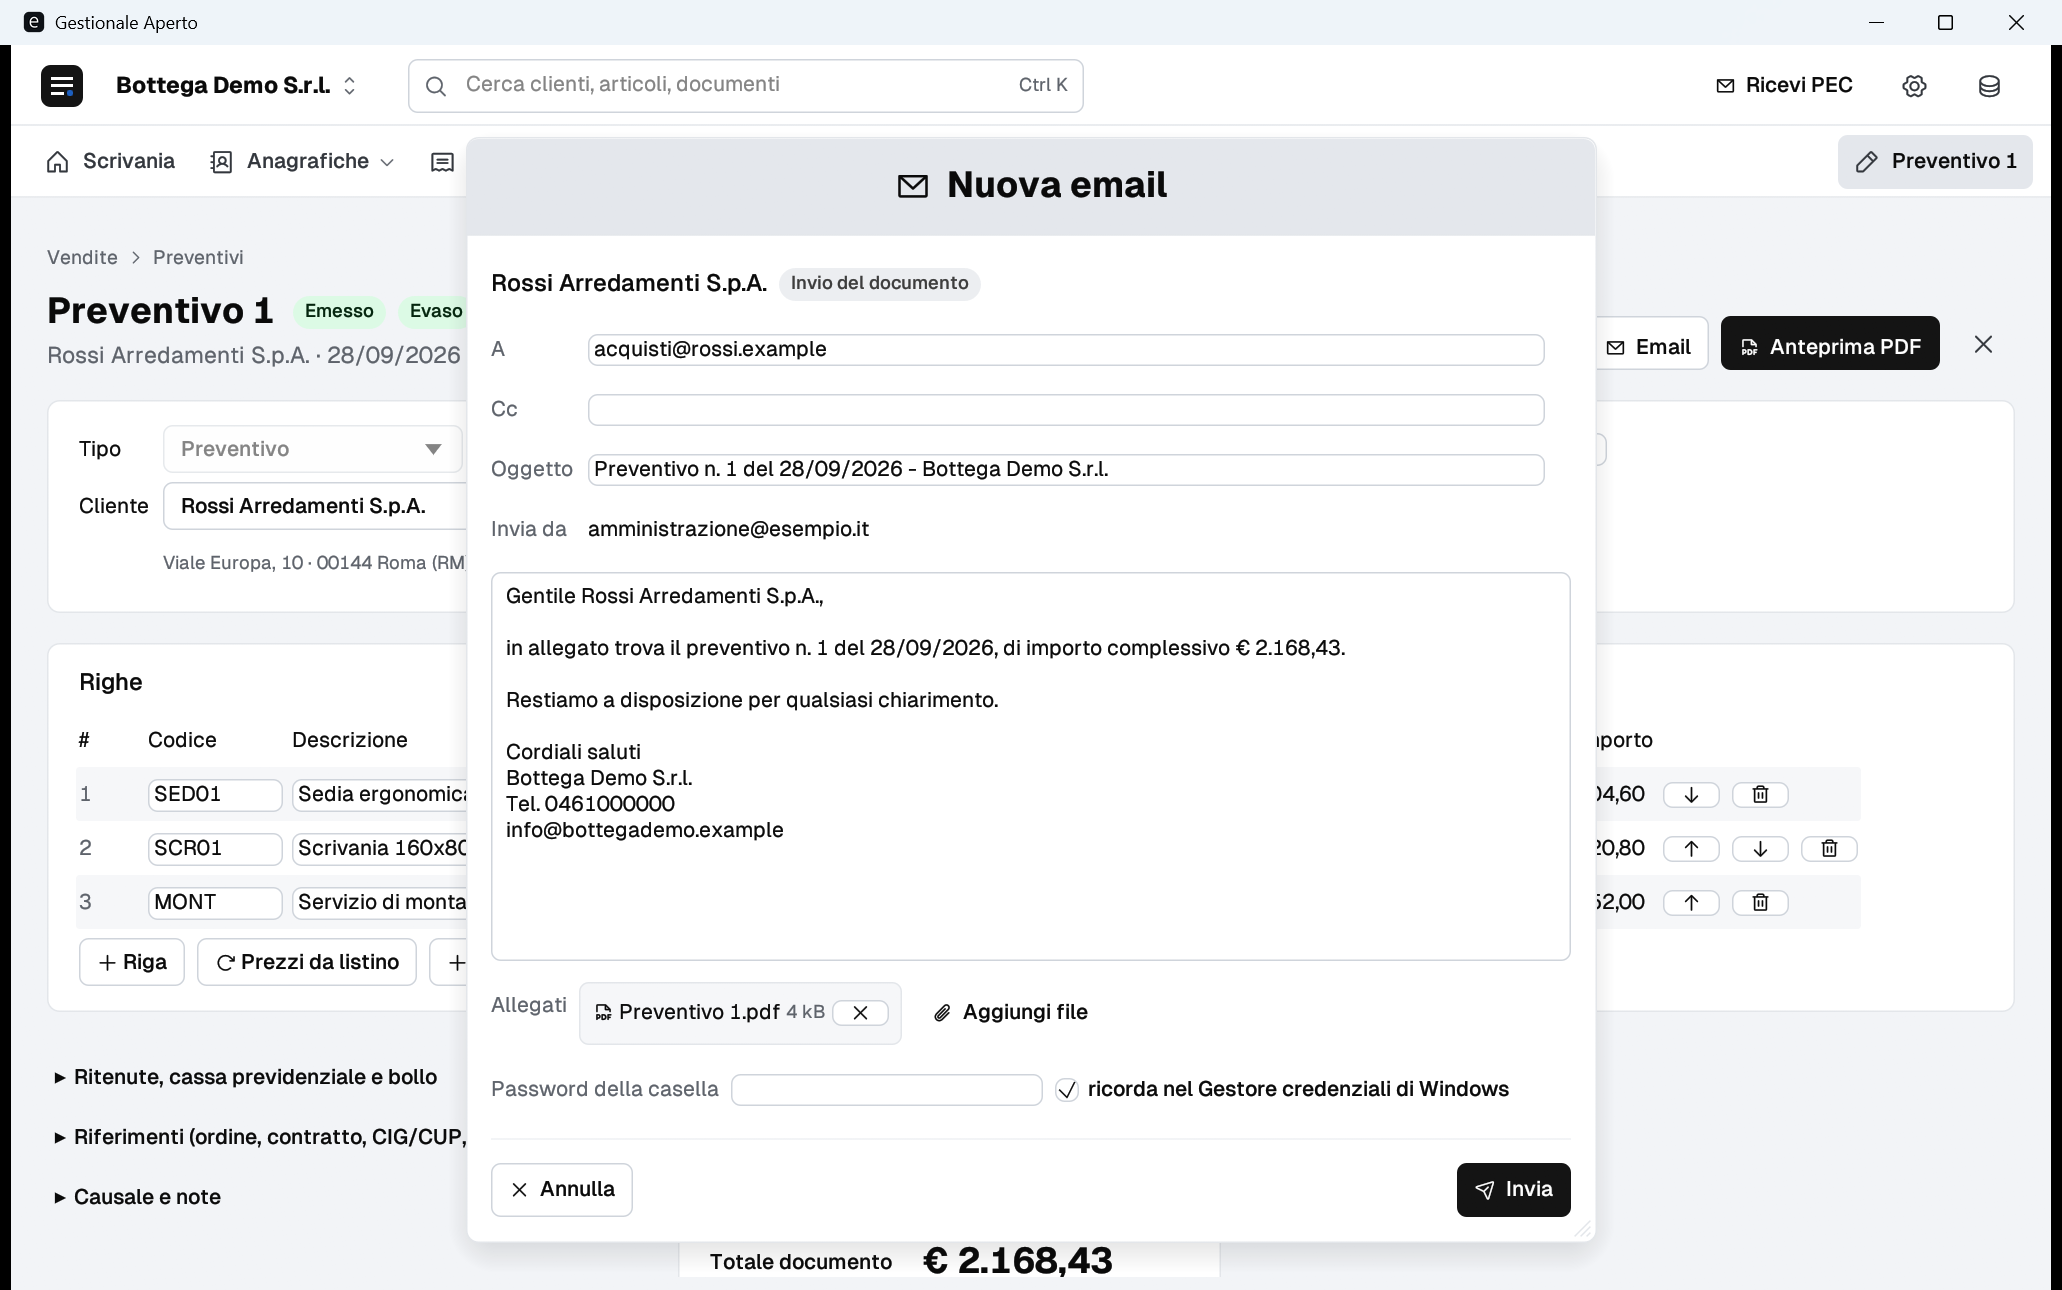 Gestionale Aperto
Bottega Demo S.r.l.
Cerca clienti, articoli, documenti
Ctrl K
Ricevi PEC
Scrivania
Anagrafiche
Preventivo 1
Nuova email
Vendite > Preventivi
Preventivo 1
Emesso
Evaso
Rossi Arredamenti S.p.A. · 28/09/2026
Email
Anteprima PDF
Tipo
Preventivo
Cliente
Rossi Arredamenti S.p.A.
Viale Europa, 10 · 00144 Roma (RM)
Righe
# Codice Descrizione
1 SED01 Sedia ergonomica
04,60
2 SCR01 Scrivania 160x80
20,80
3 MONT Servizio di monta
52,00
+ Riga
Prezzi da listino
+
Ritenute, cassa previdenziale e bollo
Riferimenti (ordine, contratto, CIG/CUP,
Causale e note
Rossi Arredamenti S.p.A.
Invio del documento
A acquisti@rossi.example
Cc
Oggetto Preventivo n. 1 del 28/09/2026 - Bottega Demo S.r.l.
Invia da amministrazione@esempio.it
Gentile Rossi Arredamenti S.p.A.,
in allegato trova il preventivo n. 1 del 28/09/2026, di importo complessivo € 2.168,43.
Restiamo a disposizione per qualsiasi chiarimento.
Cordiali saluti
Bottega Demo S.r.l.
Tel. 0461000000
info@bottegademo.example
Allegati
Preventivo 1.pdf 4 kB
Aggiungi file
Password della casella
ricorda nel Gestore credenziali di Windows
Annulla
Invia
Totale documento € 2.168,43